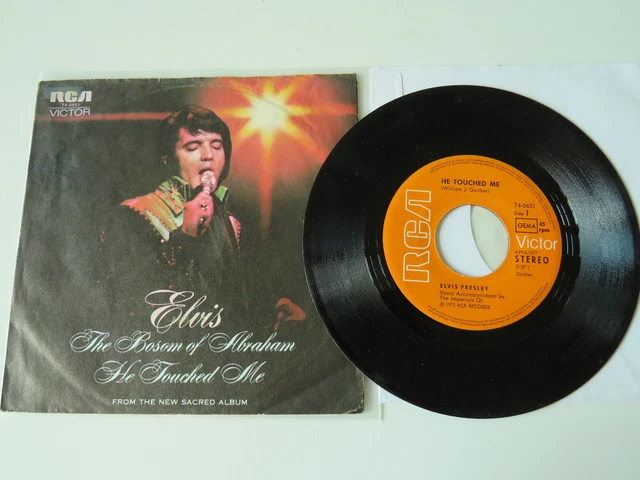 RCA
74-0651
VICTOR
Elvis
The Bosom of Abraham
He Touched Me
FROM THE NEW SACRED ALBUM
HE TOUCHED ME
(William J. Gaither)
RCA
74-0651
Side 1
GEMA
45
rpm
Victor
STEREO
Gaither
ELVIS PRESLEY
Vocal Accompaniment by
The Imperials Qt.
RCA RECORDS